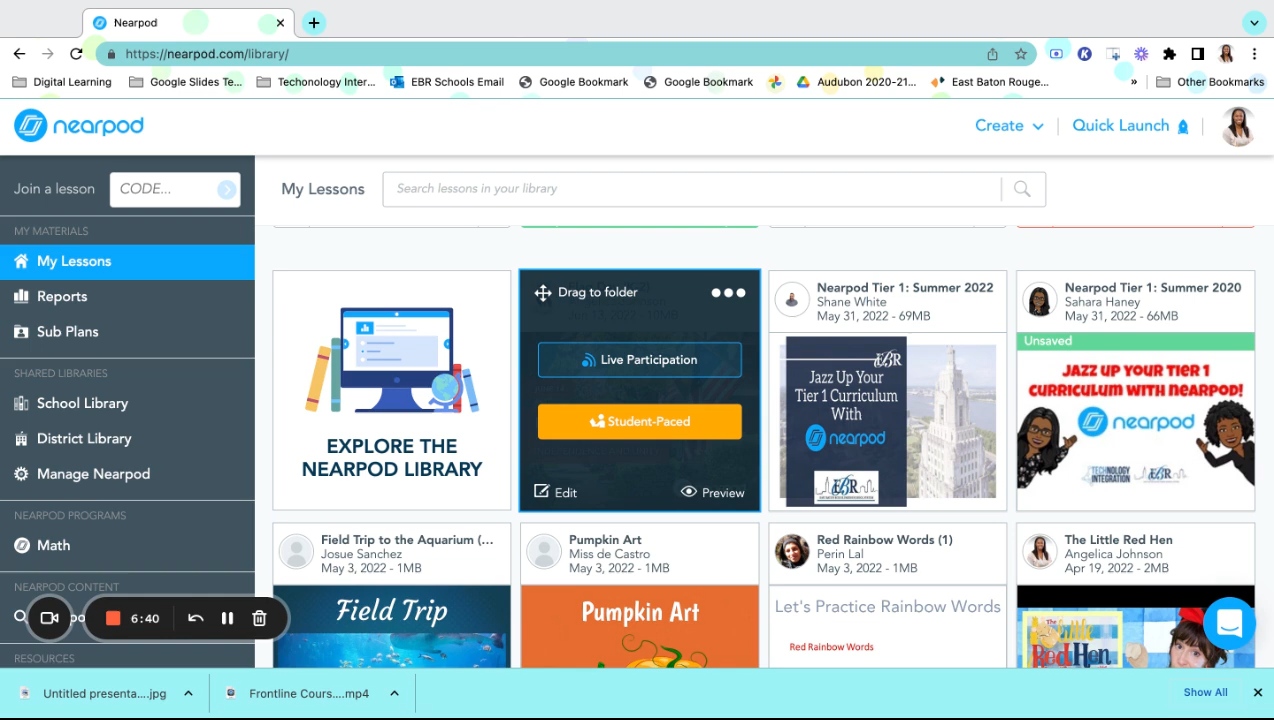 Nearpod
https://nearpod.com/library/
Digital Learning
Google Slides Te...
Techonology Inter...
EBR Schools Email
Google Bookmark
Google Bookmark
Audubon 2020-21...
East Baton Rouge...
»
Other Bookmarks
nearpod
Create
Quick Launch
Join a lesson
CODE...
My Lessons
Search lessons in your library
MY MATERIALS
My Lessons
Reports
Sub Plans
SHARED LIBRARIES
School Library
District Library
Manage Nearpod
NEARPOD PROGRAMS
Math
NEARPOD CONTENT
RESOURCES
6:40
EXPLORE THE
NEARPOD LIBRARY
Drag to folder
Live Participation
Student-Paced
Edit
Preview
Nearpod Tier 1: Summer 2022
Shane White
May 31, 2022 - 69MB
EBR
Jazz Up Your
Tier 1 Curriculum
With
nearpod
EBR
Nearpod Tier 1: Summer 2020
Sahara Haney
May 31, 2022 - 66MB
Unsaved
JAZZ UP YOUR TIER 1
CURRICULUM WITH NEARPOD!
nearpod
TECHNOLOGY
INTEGRATION
EBR
Field Trip to the Aquarium (...
Josue Sanchez
May 3, 2022 - 1MB
Field Trip
Pumpkin Art
Miss de Castro
May 3, 2022 - 1MB
Pumpkin Art
Red Rainbow Words (1)
Perin Lal
May 3, 2022 - 1MB
Let's Practice Rainbow Words
Red Rainbow Words
The Little Red Hen
Angelica Johnson
Apr 19, 2022 - 2MB
The
Little
Red Hen
Untitled presenta....jpg
Frontline Cours....mp4
Show All